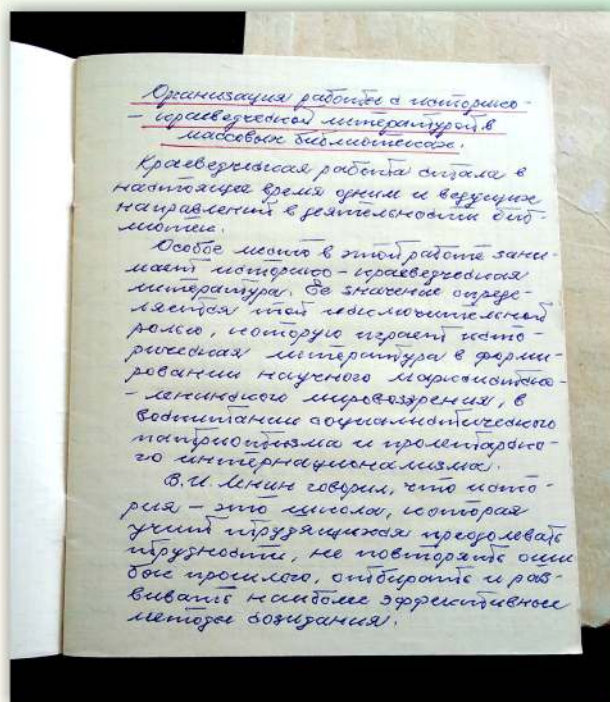 Организация работы с историко-
-краеведческой литературой в
массовых библиотеках.
Краеведческая работа стала в
настоящее время одним и ведущих
направлений в деятельности биб-
лиотек.
Особое место в этой работе зани-
мает историко-краеведческая
литература. Её значение опреде-
ляется той исключительной
ролью, которую играет исто-
рическая литература в форми-
ровании научного марксистско-
-ленинского мировоззрения, в
воспитании социалистического
патриотизма и пролетарско-
го интернационализма.
В.И. Ленин говорил, что исто-
рия - это школа, которая
учит трудящихся преодолевать
трудности, не повторять оши
бок прошлого, отбирать и раз-
вивать наиболее эффективные
методы созидания.